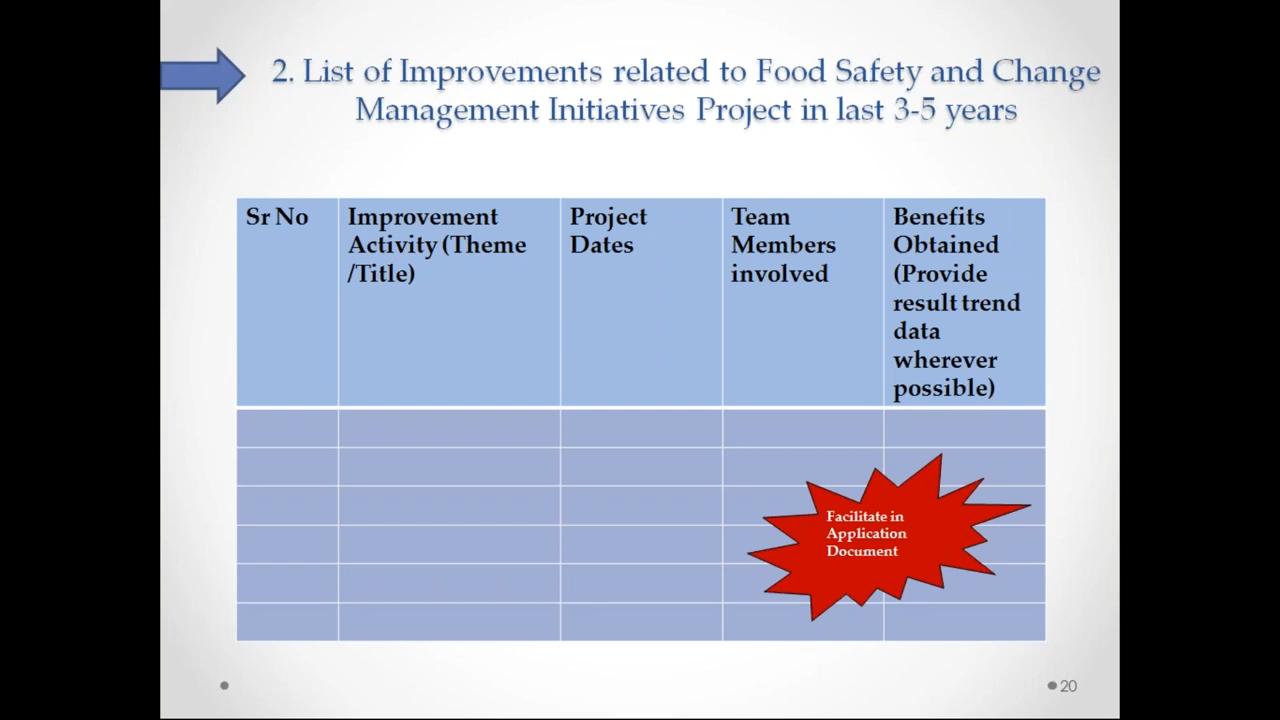 2. List of Improvements related to Food Safety and Change
Management Initiatives Project in last 3-5 years
Sr No
Improvement
Activity (Theme
/Title)
Project
Dates
Team
Members
involved
Benefits
Obtained
(Provide
result trend
data
wherever
possible)
Facilitate in
Application
Document
20